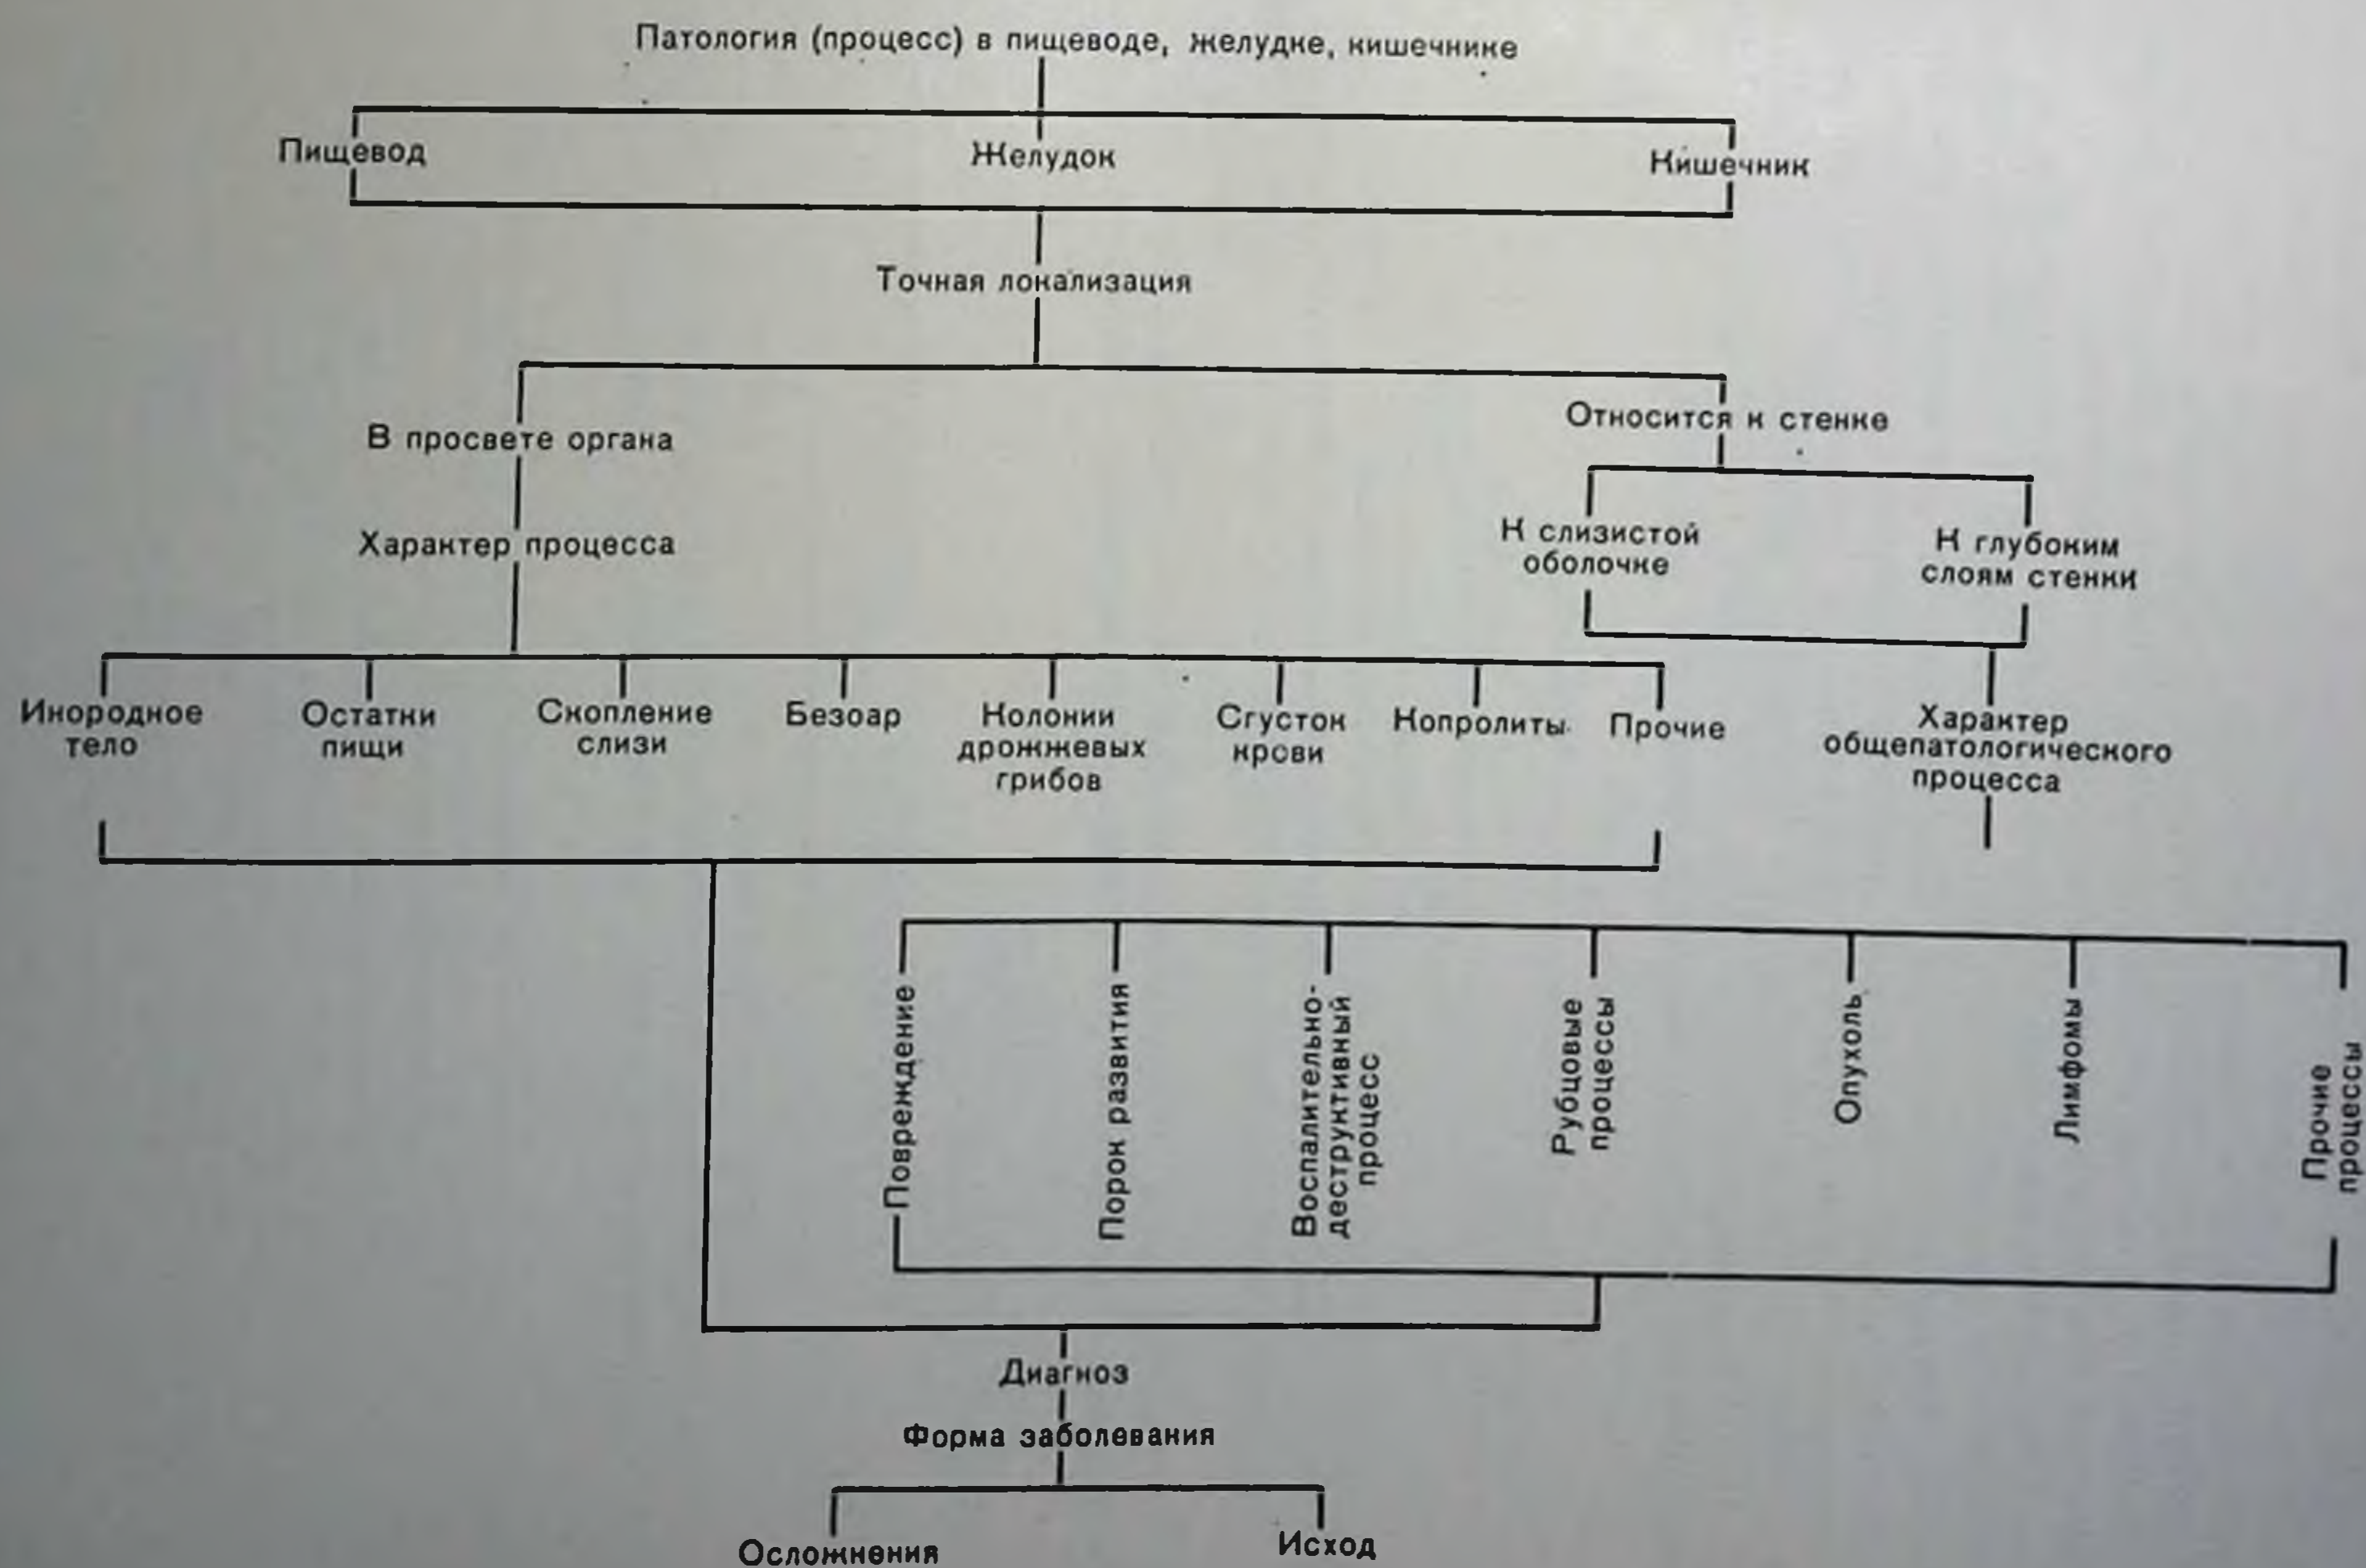 Патология (процесс) в пищеводе, желудке, кишечнике
Пищевод
Желудок
Кишечник
Точная локализация
В просвете органа
Относится к стенке
Характер процесса
К слизистой
оболочке
К глубоким
слоям стенки
Инородное
тело
Остатки
пищи
Скопление
слизи
Безоар
Колонии
дрожжевых
грибов
Сгусток
крови
Копролиты
Прочие
Характер
общепатологического
процесса
Повреждение
Порок развития
Воспалительно-
деструктивный
процесс
Рубцовые
процессы
Опухоль
Лимфомы
Прочие
процессы
Диагноз
Форма заболевания
Осложнения
Исход